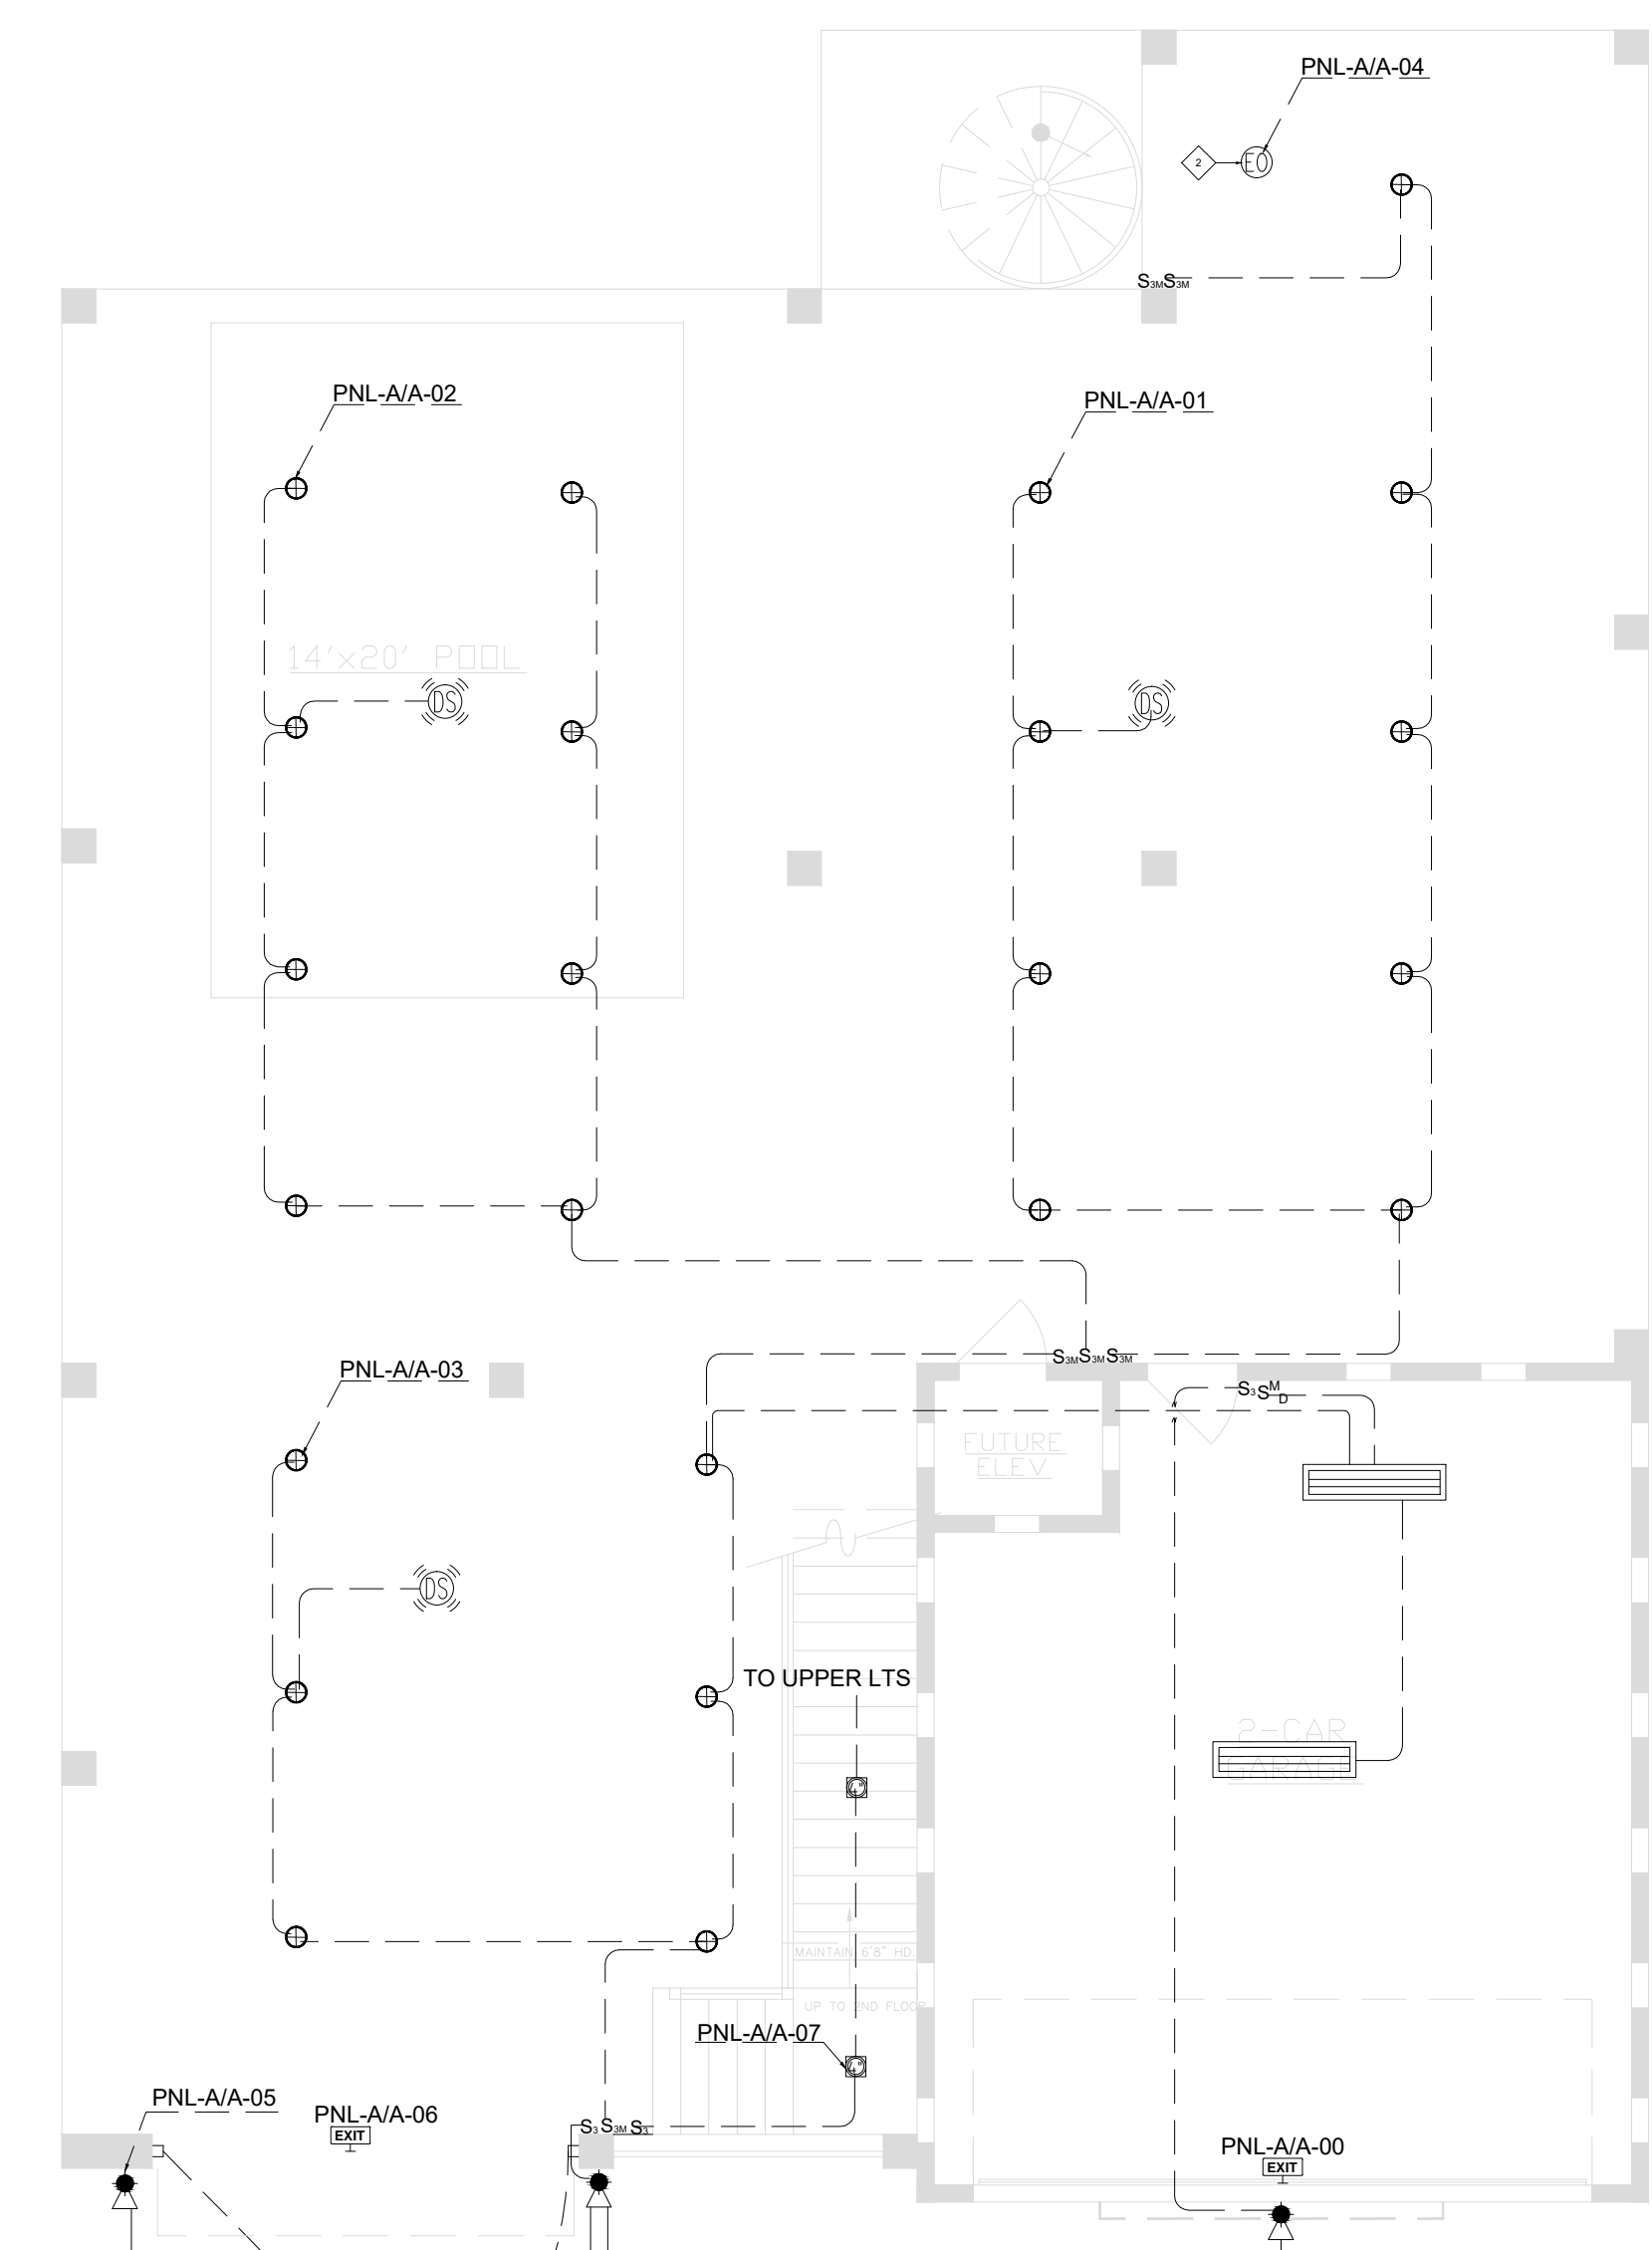 PNL-A/A-04
2
EO
S3MS3M
PNL-A/A-02
PNL-A/A-01
14'x20' POOL
DS
DS
S3MS3MS3M
PNL-A/A-03
S3SMD
FUTURE
ELEV
DS
TO UPPER LTS
2-CAR
GARAGE
MAINTAIN 6'8" HD.
UP TO 2ND FLOOR
PNL-A/A-07
PNL-A/A-05
PNL-A/A-06
EXIT
S3 S3M S3
PNL-A/A-00
EXIT